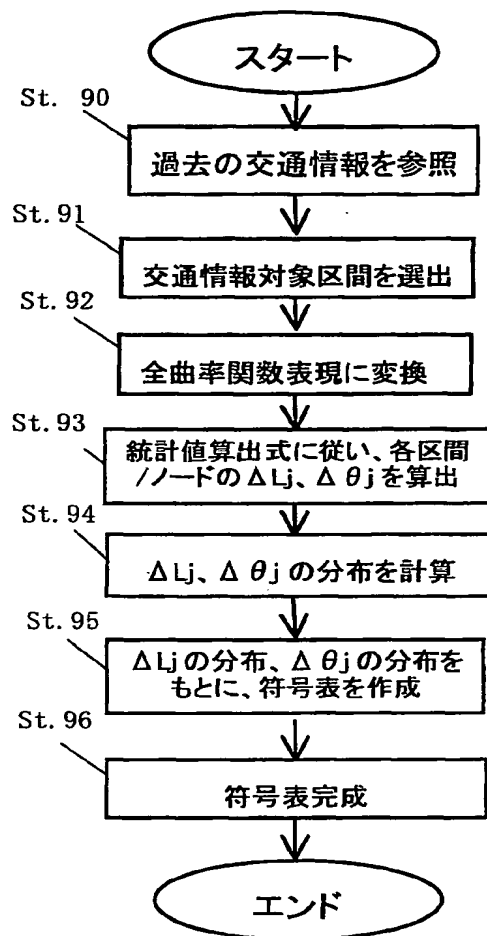 スタート
St. 90
過去の交通情報を参照
St.91
交通情報対象区間を選出
St.92
全曲率関数表現に変換
St.93
統計値算出式に従い、各区間
/ノードのΔLj、Δθjを算出
St.94
ΔLj、Δθjの分布を計算
St.95
ΔLjの分布、Δθjの分布を
もとに、符号表を作成
St.96
符号表完成
エンド